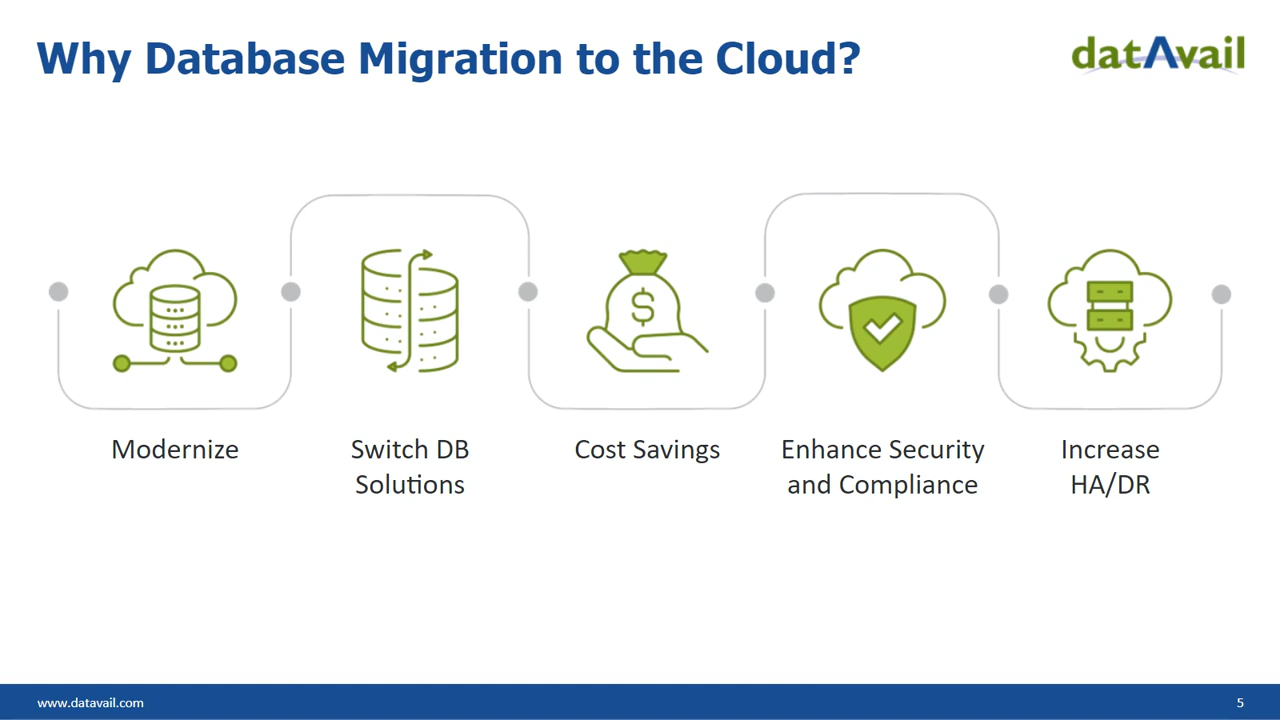 Why Database Migration to the Cloud?
datAvail
$
Modernize
Switch DB
Solutions
Cost Savings
Enhance Security
and Compliance
Increase
HA/DR
www.datavail.com
5